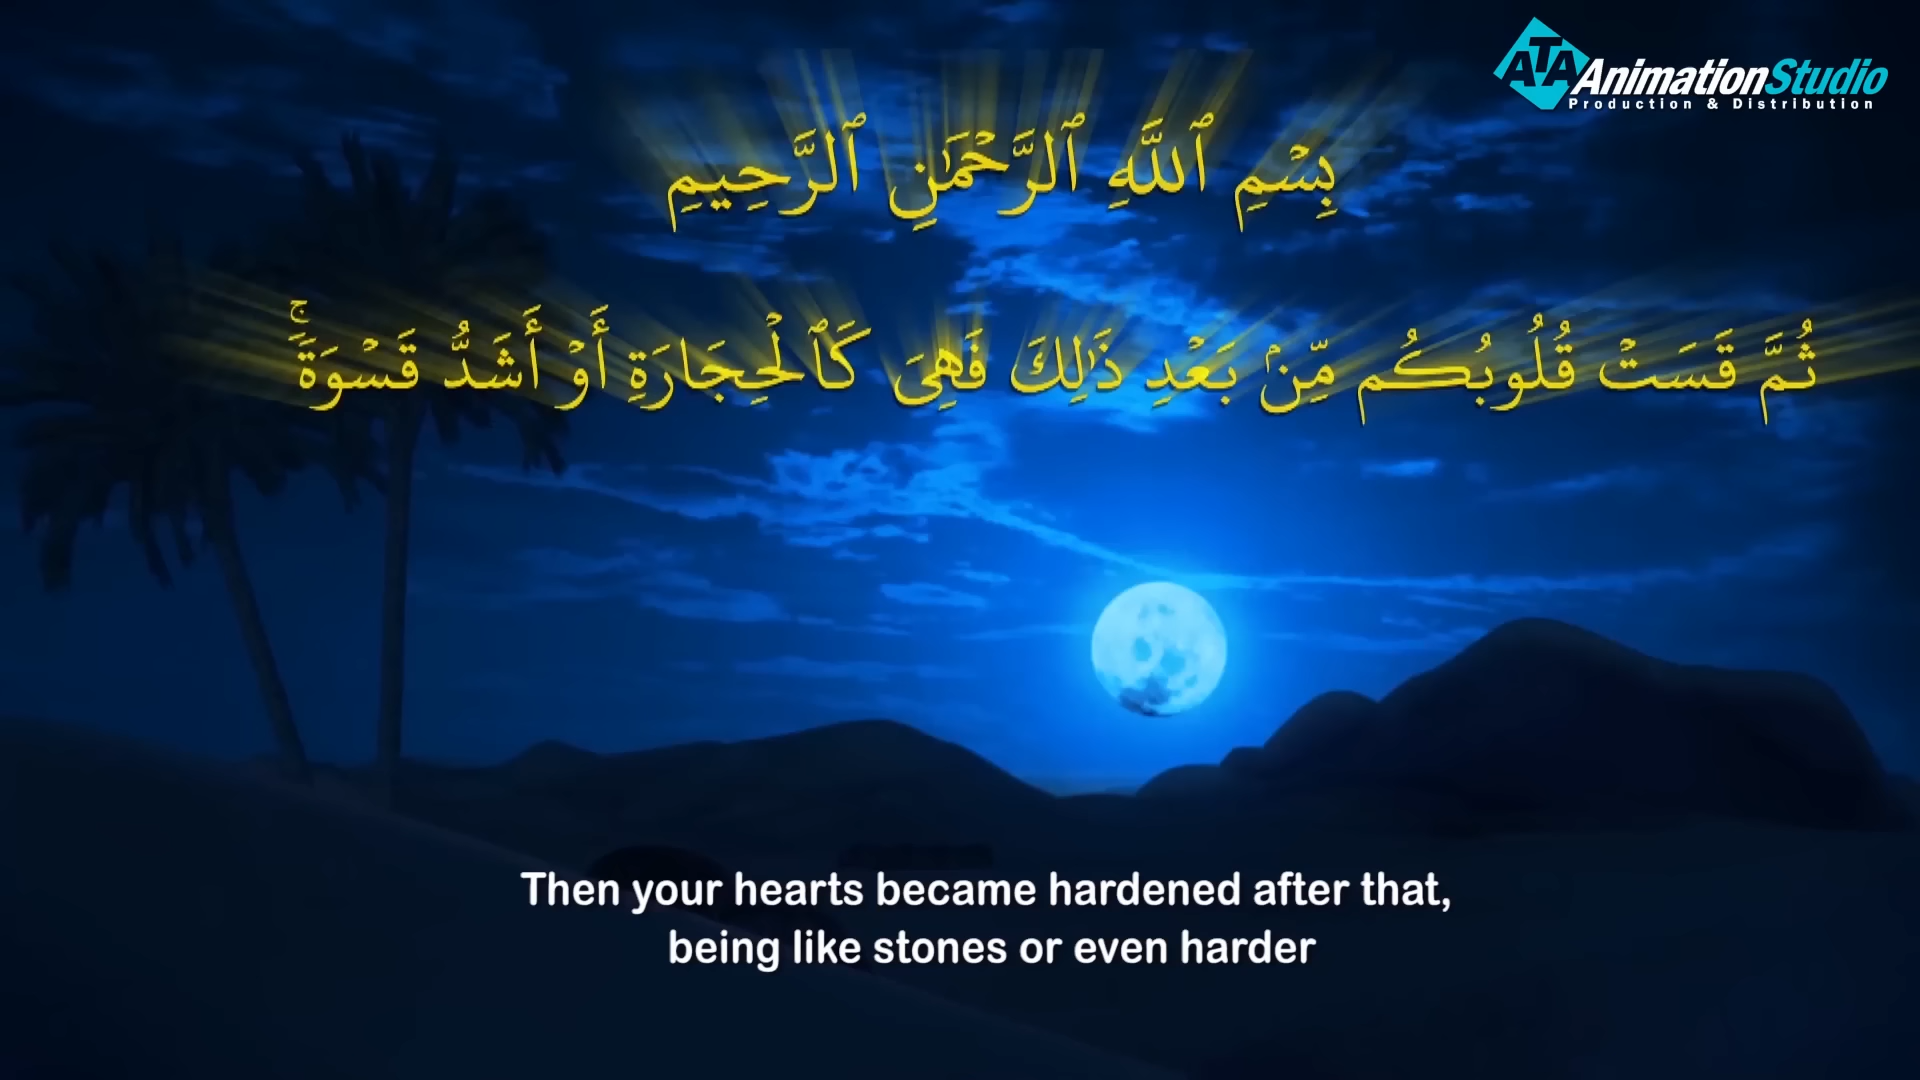 ATA AnimationStudio
Production & Distribution
بِسْمِ ٱللَّهِ ٱلرَّحْمَٰنِ ٱلرَّحِيمِ
ثُمَّ قَسَتْ قُلُوبُكُم مِّنۢ بَعْدِ ذَٰلِكَ فَهِىَ كَٱلْحِجَارَةِ أَوْ أَشَدُّ قَسْوَةً ۚ
Then your hearts became hardened after that,
being like stones or even harder